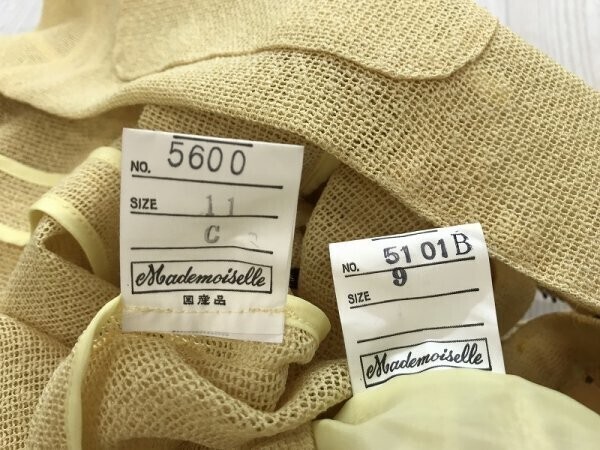 NO. 5600
SIZE 11
C
Mademoiselle
国産品
NO. 5101B
SIZE 9
Mademoiselle